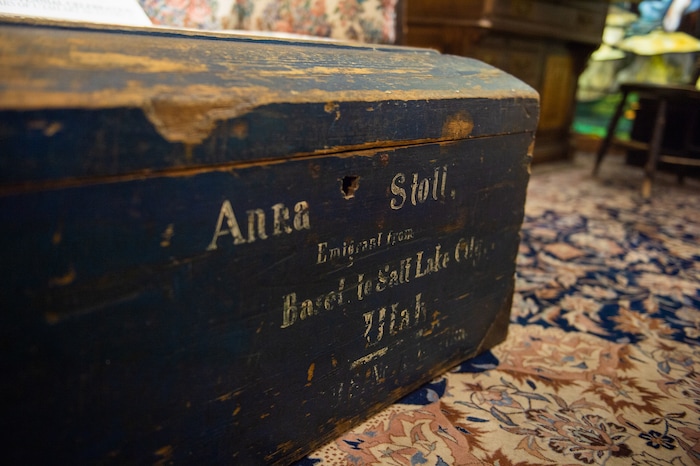 Anna Stoll,
Emigrant from
Basel to Salt Lake City,
Utah